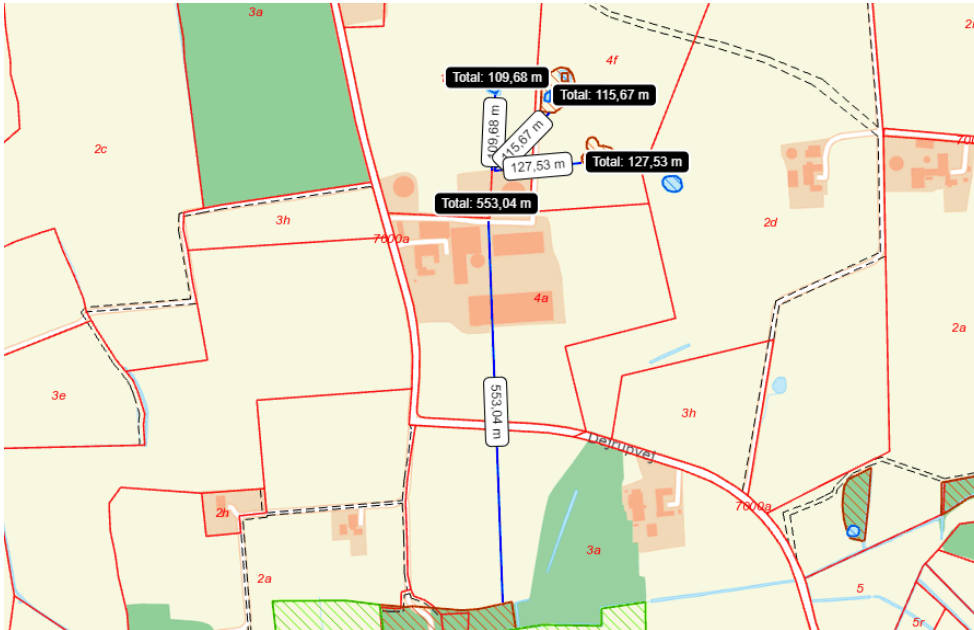 3a
4f
Total: 109,68 m
Total: 115,67 m
109,68 m
115,67 m
127,53 m
Total: 127,53 m
2c
Total: 553,04 m
3h
7000a
2d
4a
2a
553,04 m
3e
3h
Dejrupvej
7000a
2h
3a
2a
5
5r